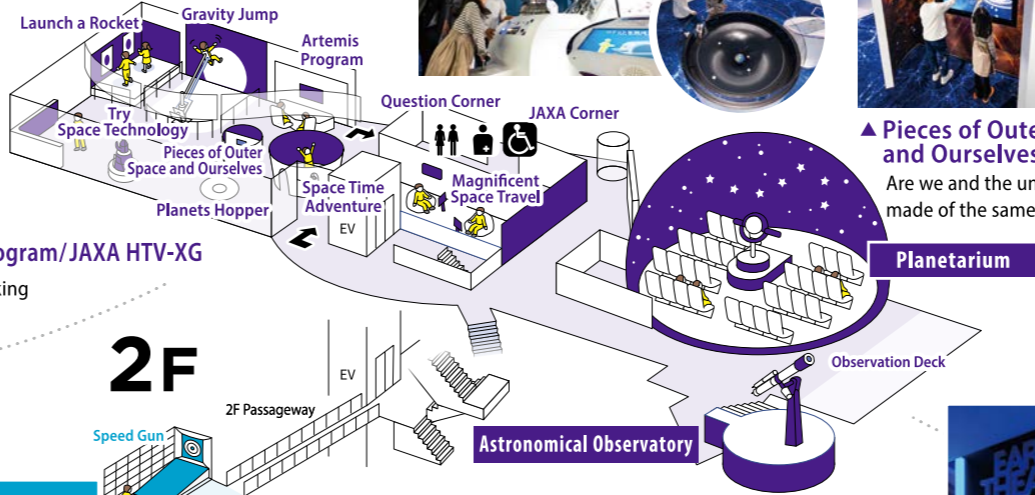 Launch a Rocket
Gravity Jump
Artemis
Program
Try
Space Technology
Pieces of Outer
Space and Ourselves
Planets Hopper
Space Time
Adventure
EV
Question Corner
JAXA Corner
Magnificent
Space Travel
▲ Pieces of Oute
and Ourselves
Are we and the un
made of the same
Planetarium
ogram/JAXA HTV-XG
king
2F
EV
2F Passageway
Speed Gun
Astronomical Observatory
Observation Deck